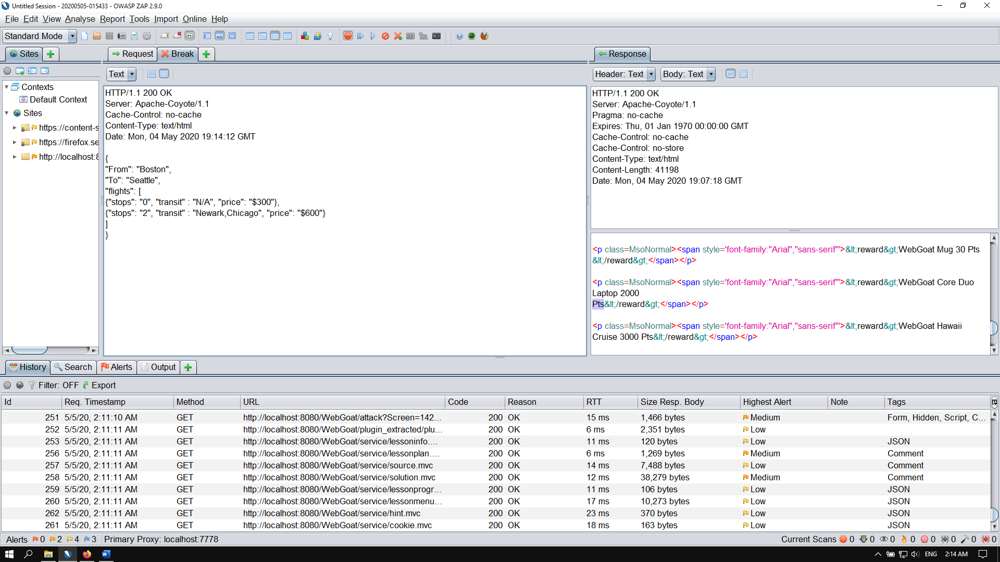 Untitled Session - 20200505-015433 - OWASP ZAP 2.9.0
File Edit View Analyse Report Tools Import Online Help
Standard Mode
Sites
Request Break
Response
Text
Header: Text Body: Text
Contexts
Default Context
Sites
https://content-s
https://firefox.se
http://localhost:8
HTTP/1.1 200 OK
Server: Apache-Coyote/1.1
Cache-Control: no-cache
Content-Type: text/html
Date: Mon, 04 May 2020 19:14:12 GMT
{
"From": "Boston",
"To": "Seattle",
"flights": [
{"stops": "0", "transit" : "N/A", "price": "$300"},
{"stops": "2", "transit" : "Newark,Chicago", "price": "$600"}
]
}
HTTP/1.1 200 OK
Server: Apache-Coyote/1.1
Pragma: no-cache
Expires: Thu, 01 Jan 1970 00:00:00 GMT
Cache-Control: no-cache
Cache-Control: no-store
Content-Type: text/html
Content-Length: 41198
Date: Mon, 04 May 2020 19:07:18 GMT
<p class=MsoNormal><span style='font-family:"Arial","sans-serif"'>&lt;reward&gt;WebGoat Mug 30 Pts
&lt;/reward&gt;</span></p>
<p class=MsoNormal><span style='font-family:"Arial","sans-serif"'>&lt;reward&gt;WebGoat Core Duo
Laptop 2000
Pts&lt;/reward&gt;</span></p>
<p class=MsoNormal><span style='font-family:"Arial","sans-serif"'>&lt;reward&gt;WebGoat Hawaii
Cruise 3000 Pts&lt;/reward&gt;</span></p>
History Search Alerts Output
Filter: OFF Export
Id Req. Timestamp Method URL Code Reason RTT Size Resp. Body Highest Alert Note Tags
251 5/5/20, 2:11:10 AM GET http://localhost:8080/WebGoat/attack?Screen=142... 200 OK 15 ms 1,466 bytes Medium Form, Hidden, Script, C...
252 5/5/20, 2:11:11 AM GET http://localhost:8080/WebGoat/plugin_extracted/plu... 200 OK 6 ms 2,351 bytes Low
253 5/5/20, 2:11:11 AM GET http://localhost:8080/WebGoat/service/lessoninfo.... 200 OK 11 ms 120 bytes Low JSON
256 5/5/20, 2:11:11 AM GET http://localhost:8080/WebGoat/service/lessonplan.... 200 OK 6 ms 1,269 bytes Medium Comment
257 5/5/20, 2:11:11 AM GET http://localhost:8080/WebGoat/service/source.mvc 200 OK 14 ms 7,488 bytes Low Comment
258 5/5/20, 2:11:11 AM GET http://localhost:8080/WebGoat/service/solution.mvc 200 OK 12 ms 38,279 bytes Medium Comment
259 5/5/20, 2:11:11 AM GET http://localhost:8080/WebGoat/service/lessonprogr... 200 OK 11 ms 106 bytes Low JSON
260 5/5/20, 2:11:11 AM GET http://localhost:8080/WebGoat/service/lessonmenu... 200 OK 17 ms 10,273 bytes Low JSON
262 5/5/20, 2:11:11 AM GET http://localhost:8080/WebGoat/service/hint.mvc 200 OK 23 ms 370 bytes Low JSON
261 5/5/20, 2:11:11 AM GET http://localhost:8080/WebGoat/service/cookie.mvc 200 OK 18 ms 163 bytes Low JSON
Alerts 0 2 4 3 Primary Proxy: localhost:7778 Current Scans 0 0 0 0 0 0 0 0
ENG 2:14 AM